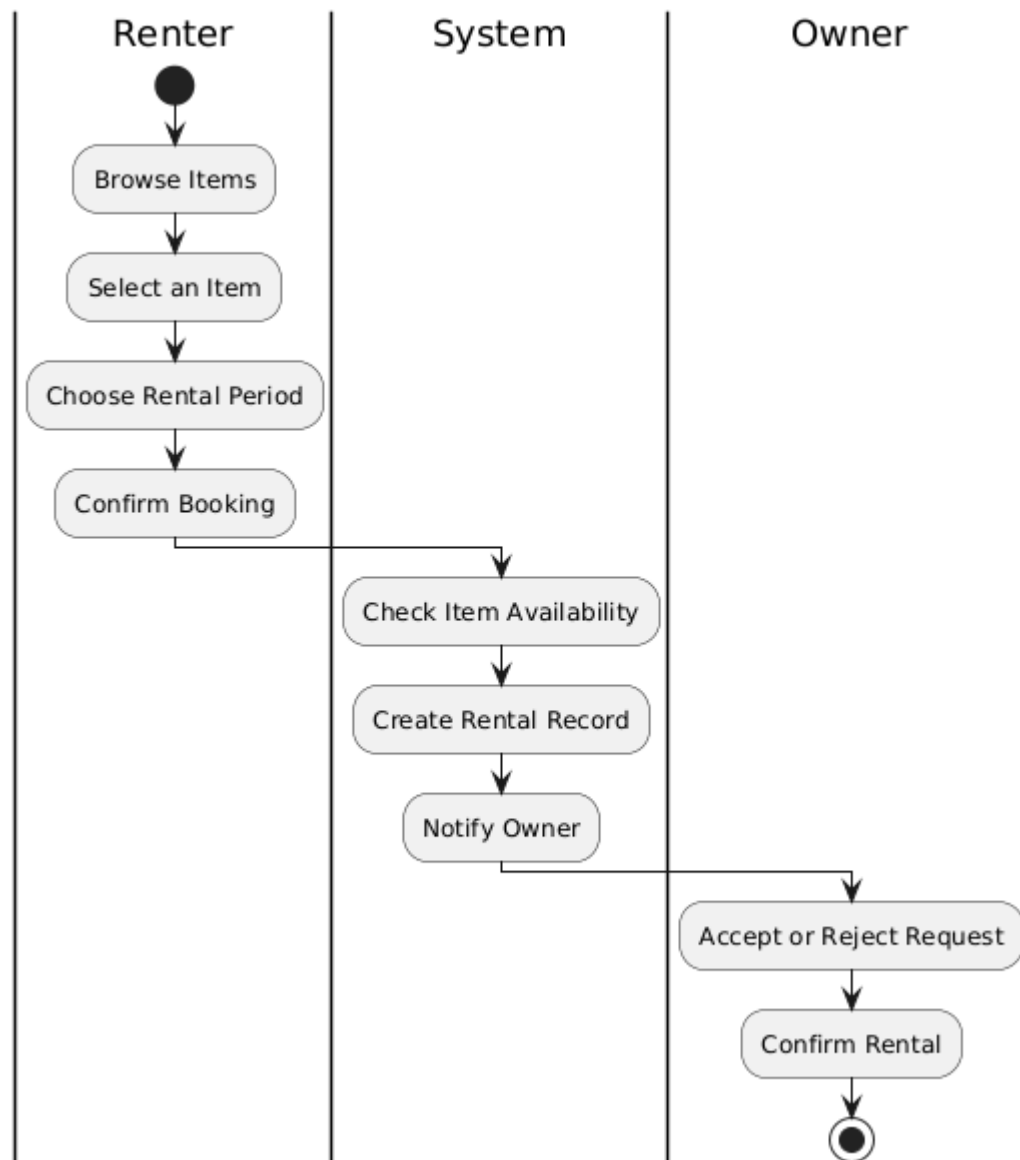 Renter
System
Owner
Browse Items
Select an Item
Choose Rental Period
Confirm Booking
Check Item Availability
Create Rental Record
Notify Owner
Accept or Reject Request
Confirm Rental